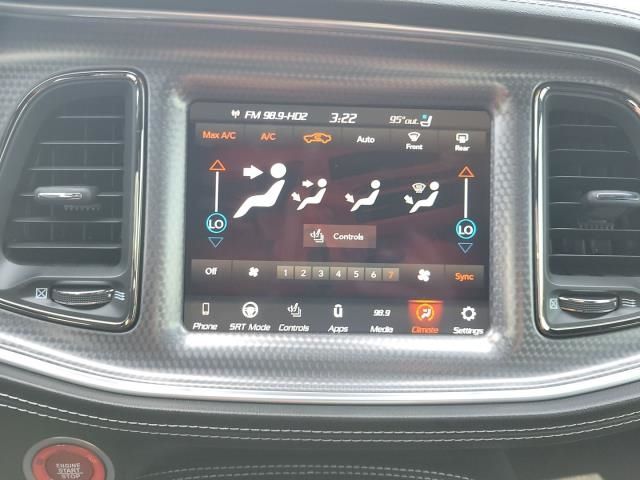 FM 98.9-HD2 3:22 95°out
Max A/C A/C Auto Front Rear
LO LO
Controls
Off 1 2 3 4 5 6 7 Sync
98.9
Phone SRT Mode Controls Apps Media Climate Settings
ENGINE
START
STOP